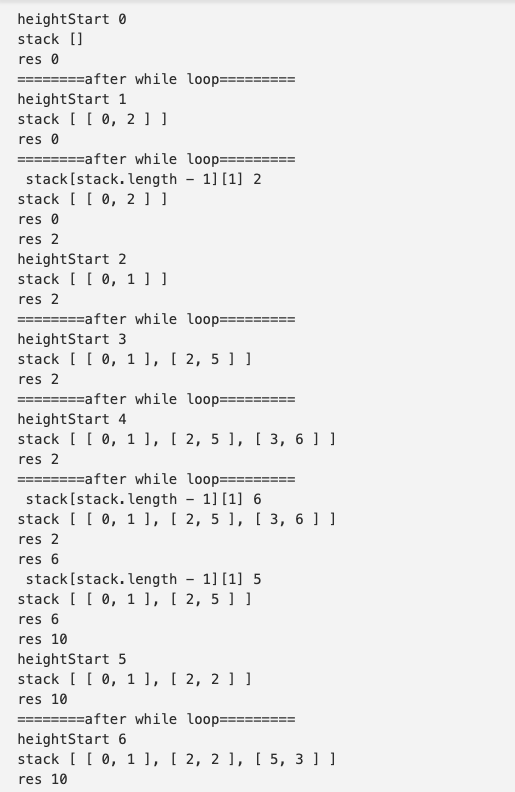 heightStart 0
stack []
res 0
========after while loop=========
heightStart 1
stack [ [ 0, 2 ] ]
res 0
========after while loop=========
 stack[stack.length - 1][1] 2
stack [ [ 0, 2 ] ]
res 0
res 2
heightStart 2
stack [ [ 0, 1 ] ]
res 2
========after while loop=========
heightStart 3
stack [ [ 0, 1 ], [ 2, 5 ] ]
res 2
========after while loop=========
heightStart 4
stack [ [ 0, 1 ], [ 2, 5 ], [ 3, 6 ] ]
res 2
========after while loop=========
 stack[stack.length - 1][1] 6
stack [ [ 0, 1 ], [ 2, 5 ], [ 3, 6 ] ]
res 2
res 6
 stack[stack.length - 1][1] 5
stack [ [ 0, 1 ], [ 2, 5 ] ]
res 6
res 10
heightStart 5
stack [ [ 0, 1 ], [ 2, 2 ] ]
res 10
========after while loop=========
heightStart 6
stack [ [ 0, 1 ], [ 2, 2 ], [ 5, 3 ] ]
res 10